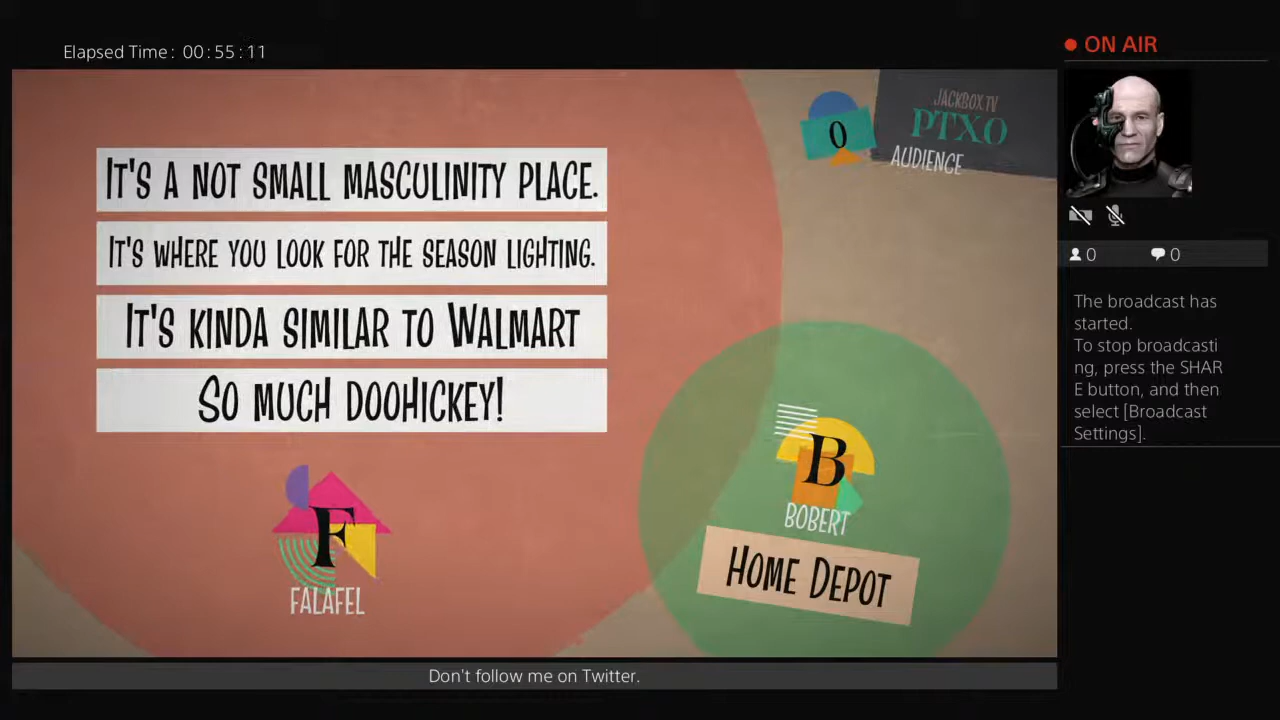 Elapsed Time: 00:55:11
ON AIR
IT'S A NOT SMALL MASCULINITY PLACE.
IT'S WHERE YOU LOOK FOR THE SEASON LIGHTING.
IT'S KINDA SIMILAR TO WALMART
SO MUCH DOOHICKEY!
F
FALAFEL
0
AUDIENCE
JACKBOX.TV
PTXO
B
BOBERT
HOME DEPOT
0
0
The broadcast has
started.
To stop broadcasti
ng, press the SHAR
E button, and then
select [Broadcast
Settings].
Don't follow me on Twitter.